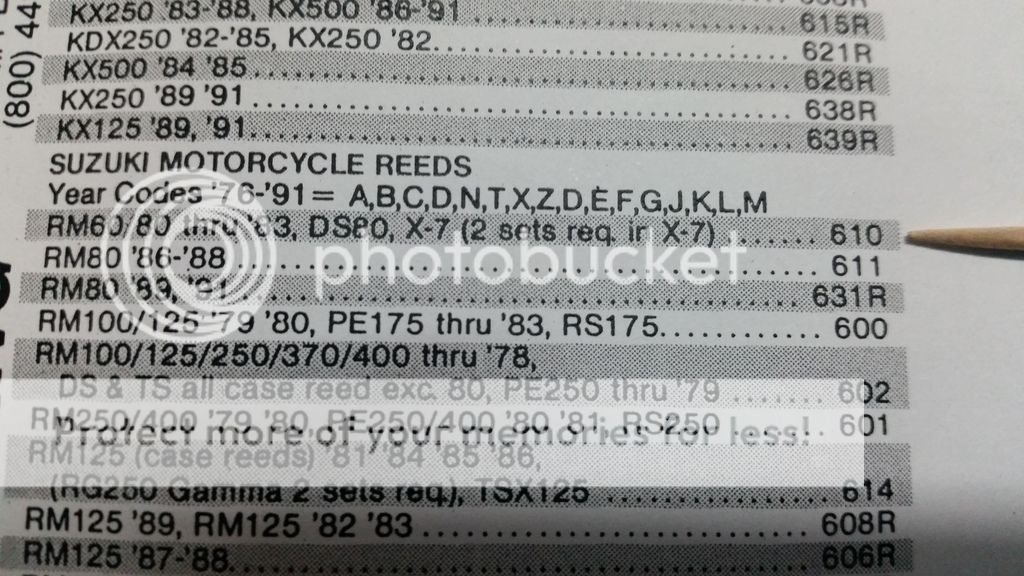 615R
KX250 '83-'88, KX500 '86-'91
KDX250 '82-'85, KX250 '82 621R
KX500 '84 '85 626R
KX250 '89 '91 638R
KX125 '89, '91 639R
(800) 44
SUZUKI MOTORCYCLE REEDS
Year Codes '76-'91 = A,B,C,D,N,T,X,Z,D,E,F,G,J,K,L,M
RM60/80 thru '83, DS80, X-7 (2 sets req. in X-7) 610
photobucket
RM80 '86-'88 611
RM80 '89, '91 631R
RM100/125 '79 '80, PE175 thru '83, RS175 600
RM100/125/250/370/400 thru '78,
DS & TS all case reed exc. 80, PE250 thru '79 602
RM250/400 '79 '80, PE250/400 '80 '81, RS250 601
Protect more of your memories for less!
RM125 (case reeds) '81 '84 '85 '86,
(RG250 Gamma 2 sets req.), TSX125 614
RM125 '89, RM125 '82 '83 608R
RM125 '87-'88 606R